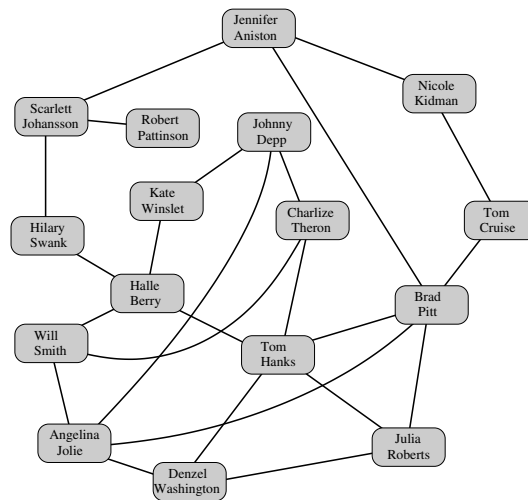 Jennifer
Aniston
Nicole
Kidman
Scarlett
Johansson
Robert
Pattinson
Johnny
Depp
Kate
Winslet
Charlize
Theron
Tom
Cruise
Hilary
Swank
Halle
Berry
Brad
Pitt
Will
Smith
Tom
Hanks
Angelina
Jolie
Julia
Roberts
Denzel
Washington